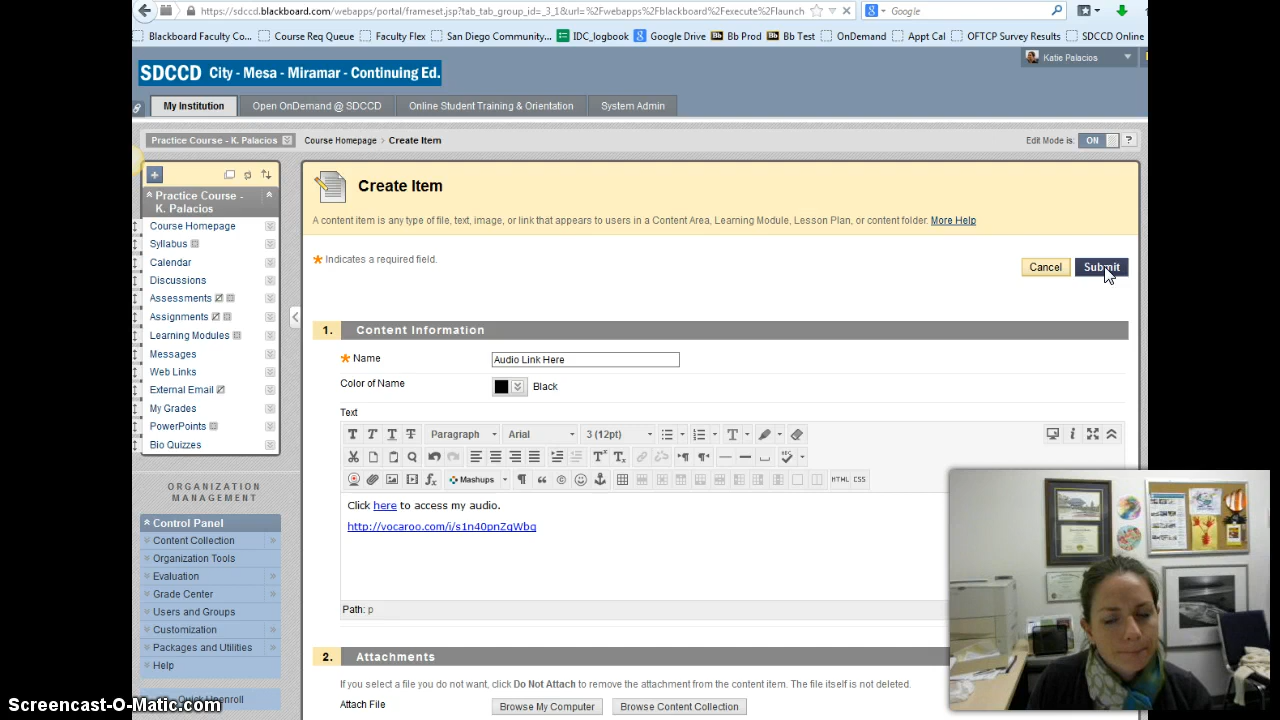 https://sdccd.blackboard.com/webapps/portal/frameset.jsp?tab_tab_group_id=_3_1&url=%2Fwebapps%2Fblackboard%2Fexecute%2Flaunch
Google
Blackboard Faculty Co...
Course Req Queue
Faculty Flex
San Diego Community...
IDC_logbook
Google Drive
Bb Prod
Bb Test
OnDemand
Appt Cal
OFTCP Survey Results
SDCCD Online
Katie Palacios
SDCCD City - Mesa - Miramar - Continuing Ed.
My Institution
Open OnDemand @ SDCCD
Online Student Training & Orientation
System Admin
Practice Course - K. Palacios
Course Homepage > Create Item
Edit Mode is: ON ?
Practice Course -
K. Palacios
Course Homepage
Syllabus
Calendar
Discussions
Assessments
Assignments
Learning Modules
Messages
Web Links
External Email
My Grades
PowerPoints
Bio Quizzes
ORGANIZATION
MANAGEMENT
Control Panel
Content Collection
Organization Tools
Evaluation
Grade Center
Users and Groups
Customization
Packages and Utilities
Help
Quick Unenroll
Create Item
A content item is any type of file, text, image, or link that appears to users in a Content Area, Learning Module, Lesson Plan, or content folder. More Help
Indicates a required field.
Cancel
Submit
1. Content Information
Name
Audio Link Here
Color of Name
Black
Text
Paragraph
Arial
3 (12pt)
Mashups
HTML CSS
Click here to access my audio.
http://vocaroo.com/i/s1n40pnZqWbq
Path: p
2. Attachments
If you select a file you do not want, click Do Not Attach to remove the attachment from the content item. The file itself is not deleted.
Attach File
Browse My Computer
Browse Content Collection
Screencast-O-Matic.com